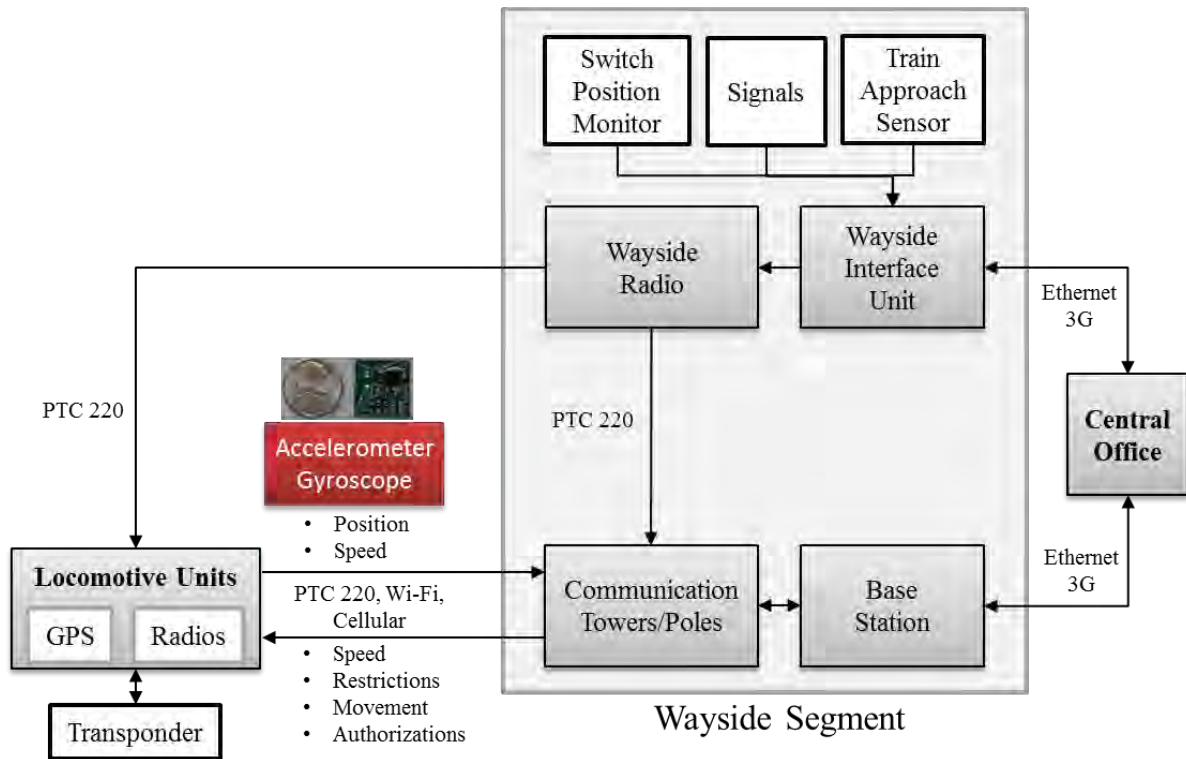 Switch
Position
Monitor
Signals
Train
Approach
Sensor
Wayside
Radio
Wayside
Interface
Unit
Ethernet
3G
PTC 220
Accelerometer
Gyroscope
PTC 220
Central
Office
• Position
• Speed
Locomotive Units
GPS
Radios
PTC 220, Wi-Fi,
Cellular
Communication
Towers/Poles
Base
Station
Ethernet
3G
• Speed
• Restrictions
• Movement
• Authorizations
Transponder
Wayside Segment